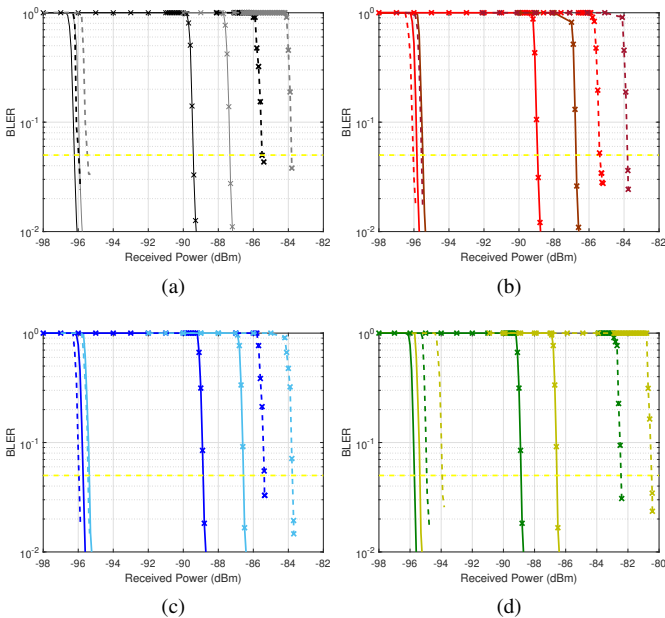 10^0
10^-1
10^-2
BLER
-98 -96 -94 -92 -90 -88 -86 -84 -82
Received Power (dBm)
(a)
10^0
10^-1
10^-2
BLER
-98 -96 -94 -92 -90 -88 -86 -84 -82
Received Power (dBm)
(b)
10^0
10^-1
10^-2
BLER
-98 -96 -94 -92 -90 -88 -86 -84 -82
Received Power (dBm)
(c)
10^0
10^-1
10^-2
BLER
-98 -96 -94 -92 -90 -88 -86 -84 -82 -80
Received Power (dBm)
(d)